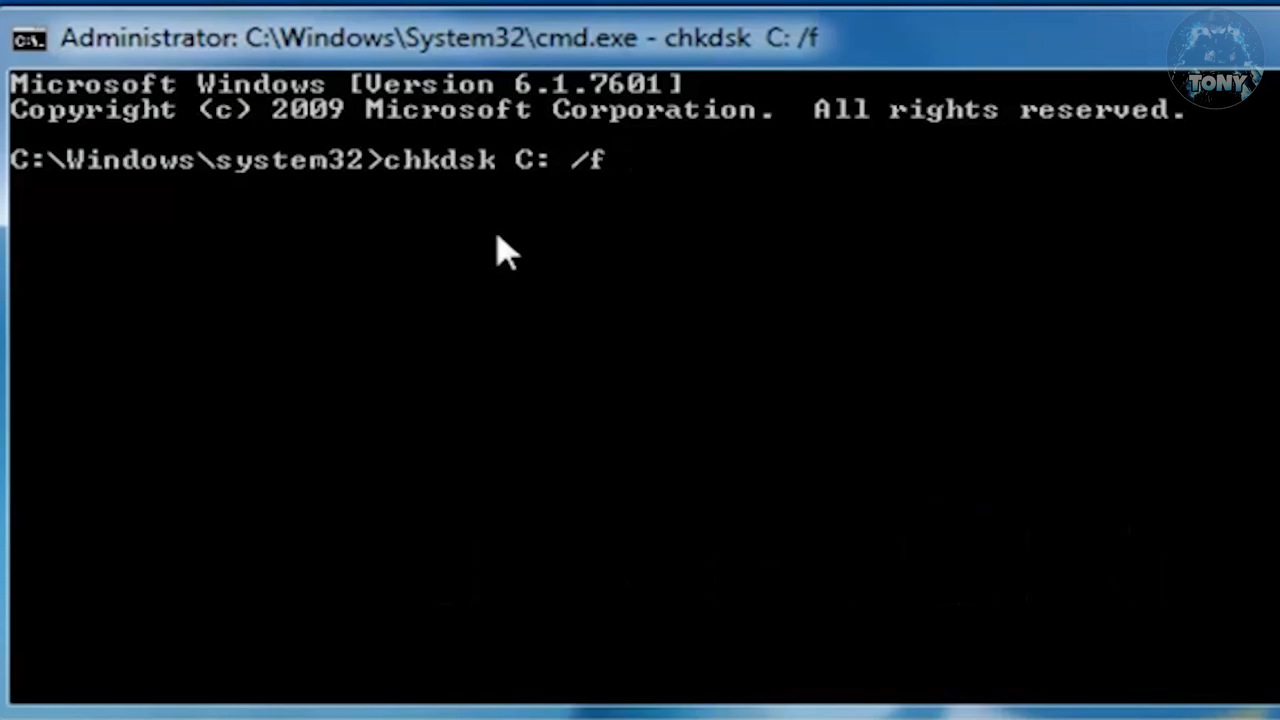 Administrator: C:\Windows\System32\cmd.exe - chkdsk  C: /f
TONY
Microsoft Windows [Version 6.1.7601]
Copyright (c) 2009 Microsoft Corporation.  All rights reserved.
C:\Windows\system32>chkdsk C: /f